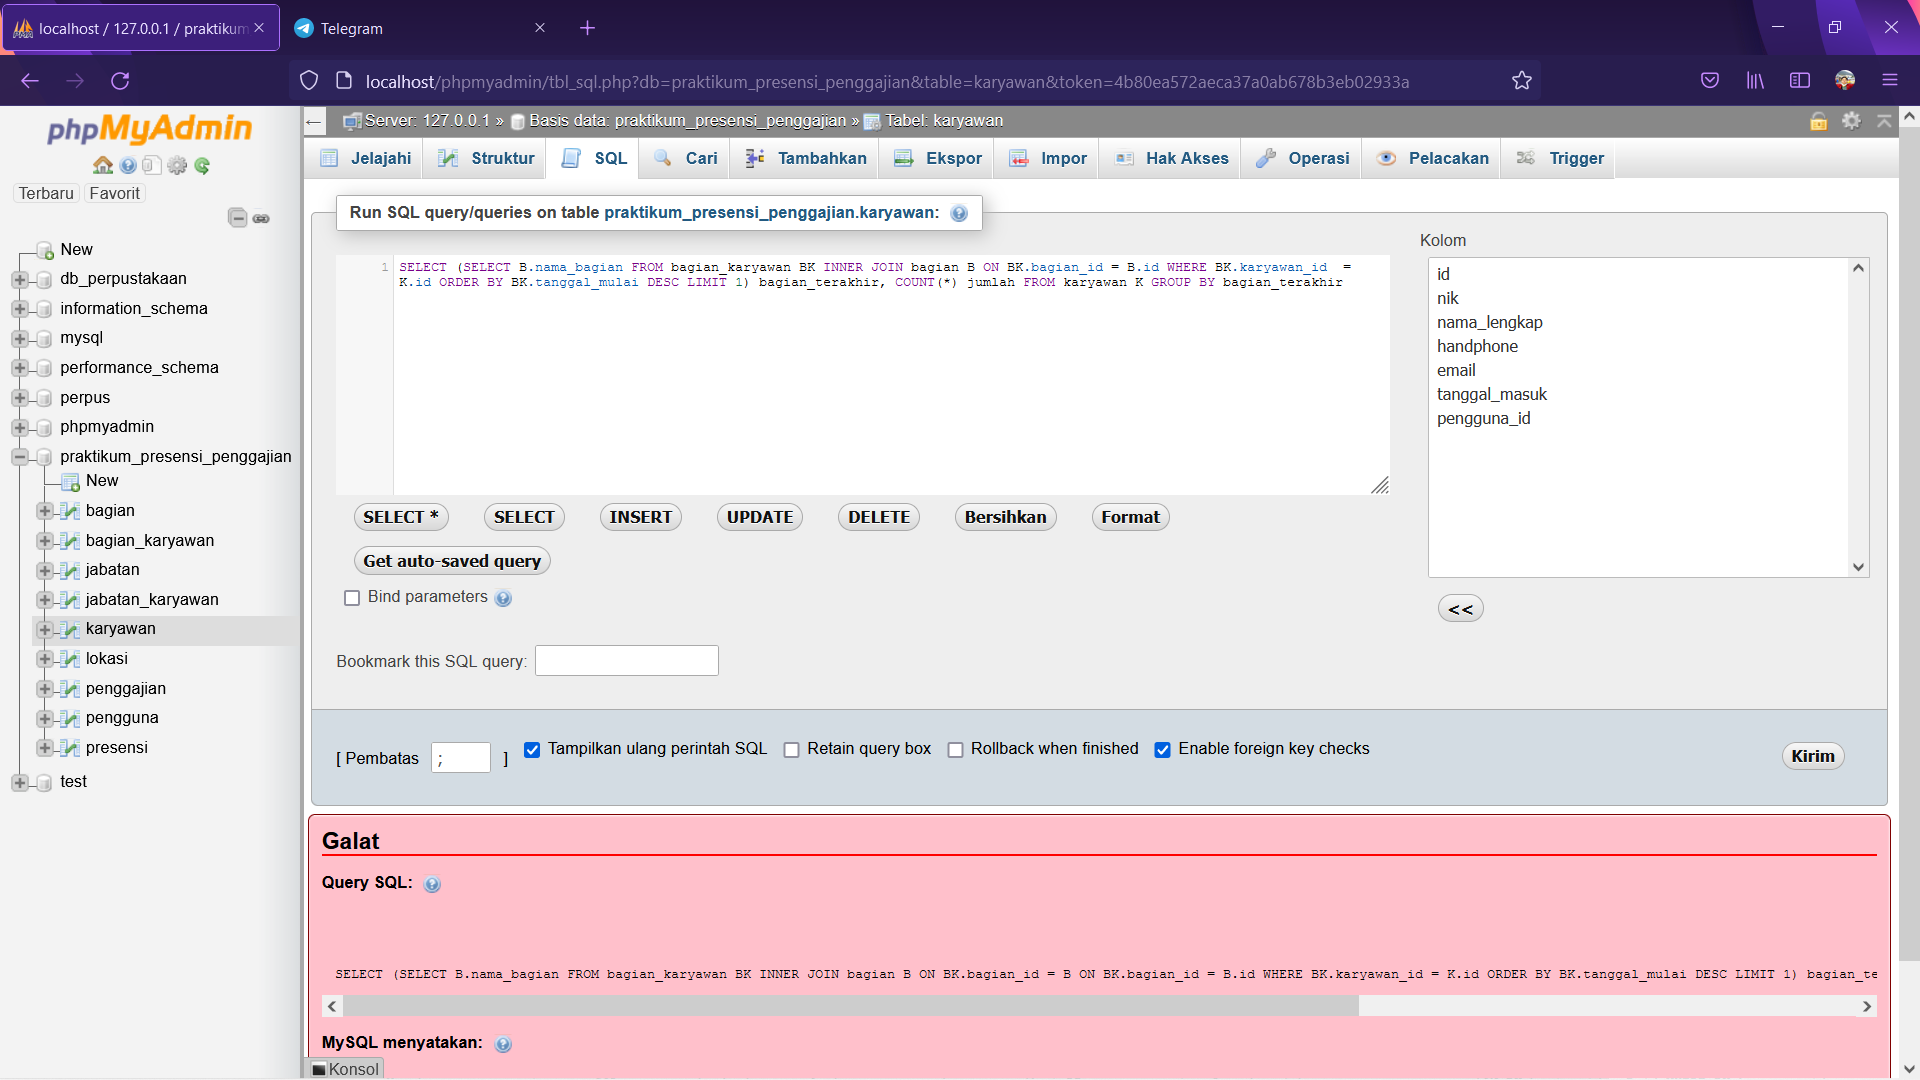 localhost / 127.0.0.1 / praktikum
Telegram
localhost/phpmyadmin/tbl_sql.php?db=praktikum_presensi_penggajian&table=karyawan&token=4b80ea572aeca37a0ab678b3eb02933a
phpMyAdmin
Terbaru Favorit
New
db_perpustakaan
information_schema
mysql
performance_schema
perpus
phpmyadmin
praktikum_presensi_penggajian
New
bagian
bagian_karyawan
jabatan
jabatan_karyawan
karyawan
lokasi
penggajian
pengguna
presensi
test
Server: 127.0.0.1 » Basis data: praktikum_presensi_penggajian » Tabel: karyawan
Jelajahi Struktur SQL Cari Tambahkan Ekspor Impor Hak Akses Operasi Pelacakan Trigger
Run SQL query/queries on table praktikum_presensi_penggajian.karyawan:
1 SELECT (SELECT B.nama_bagian FROM bagian_karyawan BK INNER JOIN bagian B ON BK.bagian_id = B.id WHERE BK.karyawan_id =
K.id ORDER BY BK.tanggal_mulai DESC LIMIT 1) bagian_terakhir, COUNT(*) jumlah FROM karyawan K GROUP BY bagian_terakhir
SELECT * SELECT INSERT UPDATE DELETE Bersihkan Format
Get auto-saved query
Bind parameters
Bookmark this SQL query:
Kolom
id
nik
nama_lengkap
handphone
email
tanggal_masuk
pengguna_id
<<
[ Pembatas ; ] Tampilkan ulang perintah SQL Retain query box Rollback when finished Enable foreign key checks
Kirim
Galat
Query SQL:
SELECT (SELECT B.nama_bagian FROM bagian_karyawan BK INNER JOIN bagian B ON BK.bagian_id = B ON BK.bagian_id = B.id WHERE BK.karyawan_id = K.id ORDER BY BK.tanggal_mulai DESC LIMIT 1) bagian_te
MySQL menyatakan:
Konsol